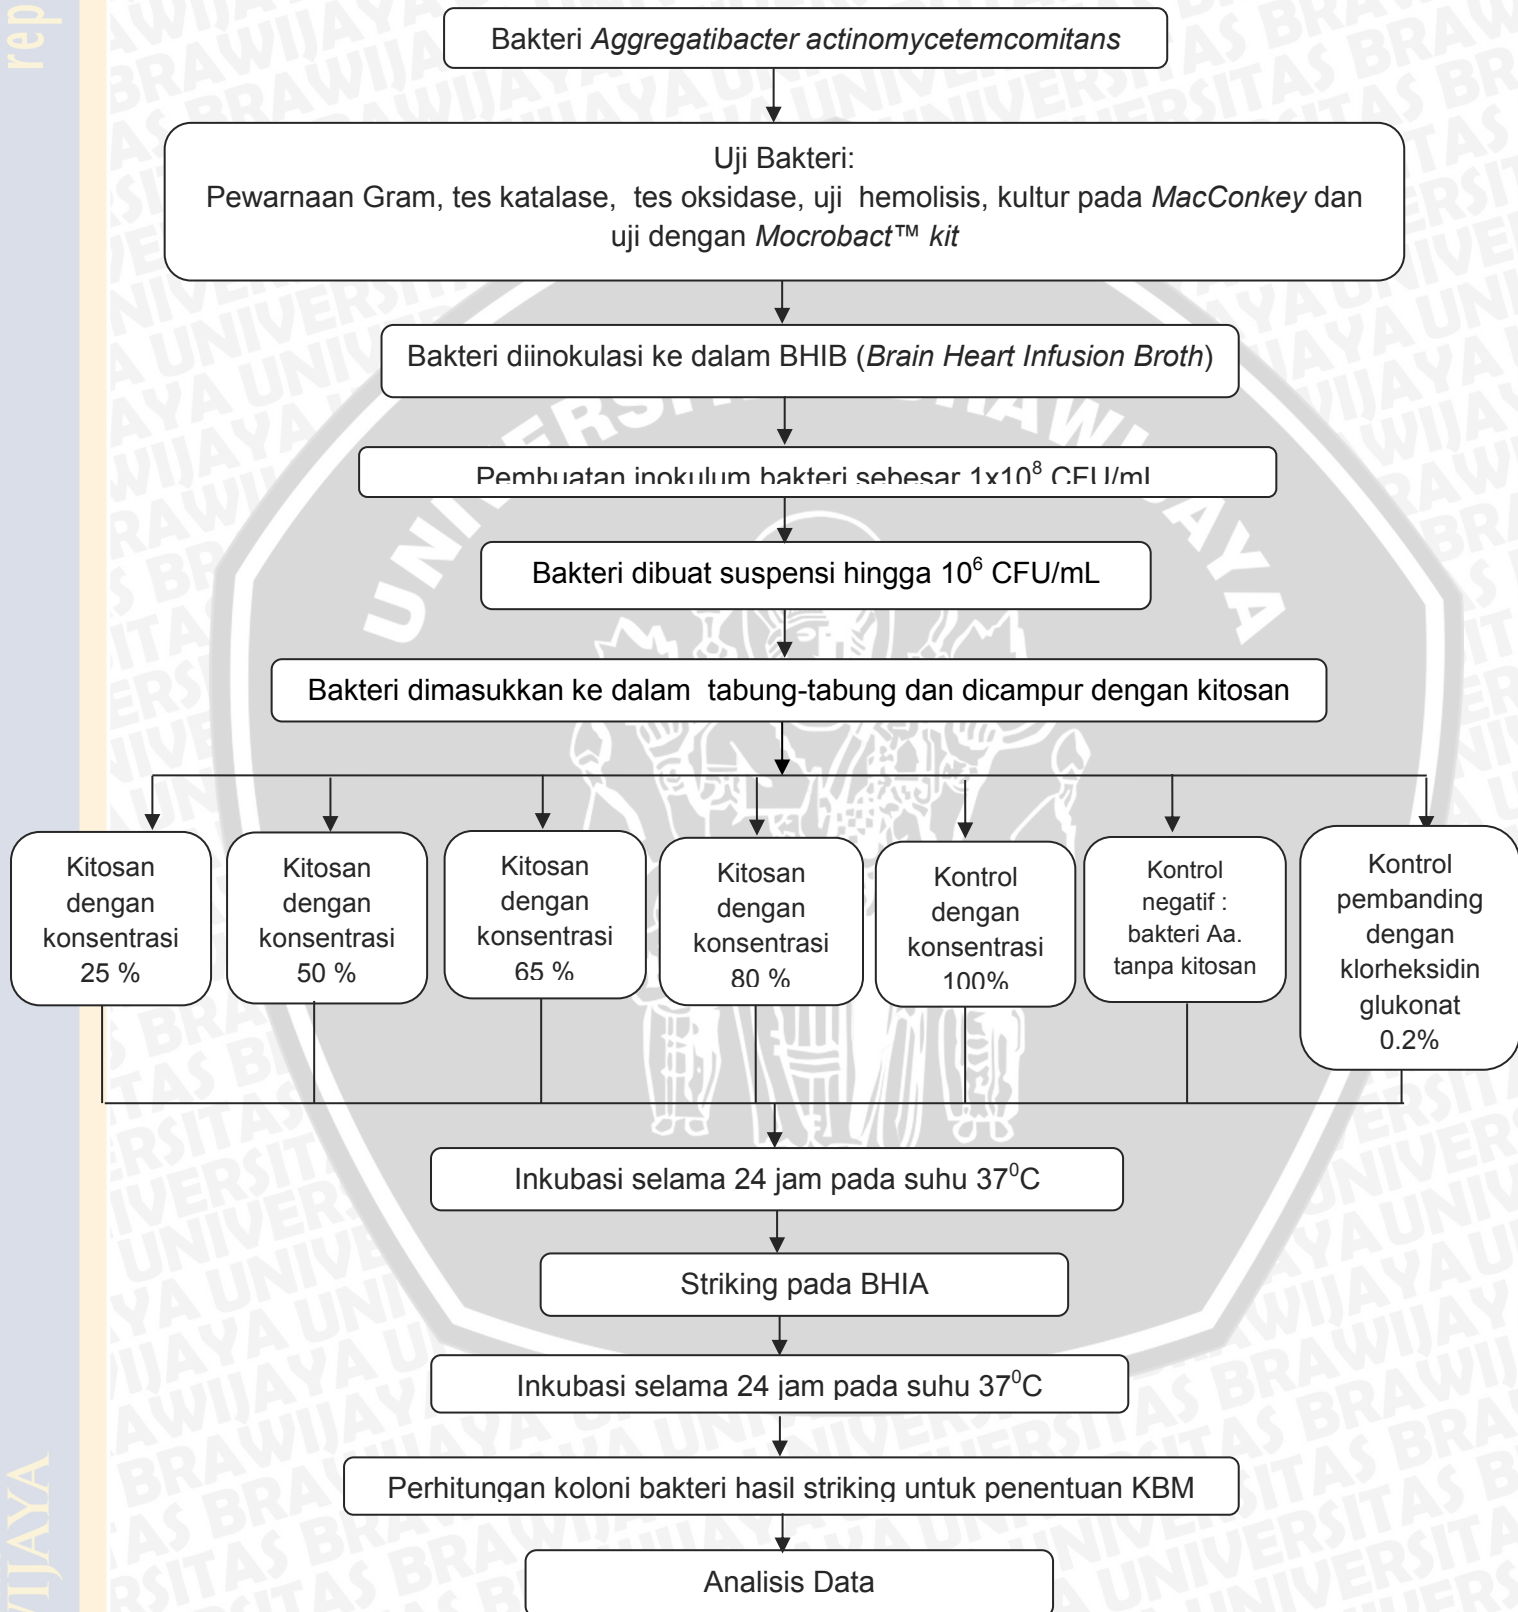 rep
Bakteri Aggregatibacter actinomycetemcomitans
Uji Bakteri:
Pewarnaan Gram, tes katalase, tes oksidase, uji hemolisis, kultur pada MacConkey dan
uji dengan Mocrobact™ kit
Bakteri diinokulasi ke dalam BHIB (Brain Heart Infusion Broth)
UNIVERSITAS BRAWIJAYA
Pembuatan inokulum bakteri sebesar 1x10⁸ CFU/mL
Bakteri dibuat suspensi hingga 10⁶ CFU/mL
Bakteri dimasukkan ke dalam tabung-tabung dan dicampur dengan kitosan
Kitosan
dengan
konsentrasi
25 %
Kitosan
dengan
konsentrasi
50 %
Kitosan
dengan
konsentrasi
65 %
Kitosan
dengan
konsentrasi
80 %
Kontrol
dengan
konsentrasi
100%
Kontrol
negatif :
bakteri Aa.
tanpa kitosan
Kontrol
pembanding
dengan
klorheksidin
glukonat
0.2%
Inkubasi selama 24 jam pada suhu 37⁰C
Striking pada BHIA
Inkubasi selama 24 jam pada suhu 37⁰C
Perhitungan koloni bakteri hasil striking untuk penentuan KBM
Analisis Data
WIJAYA